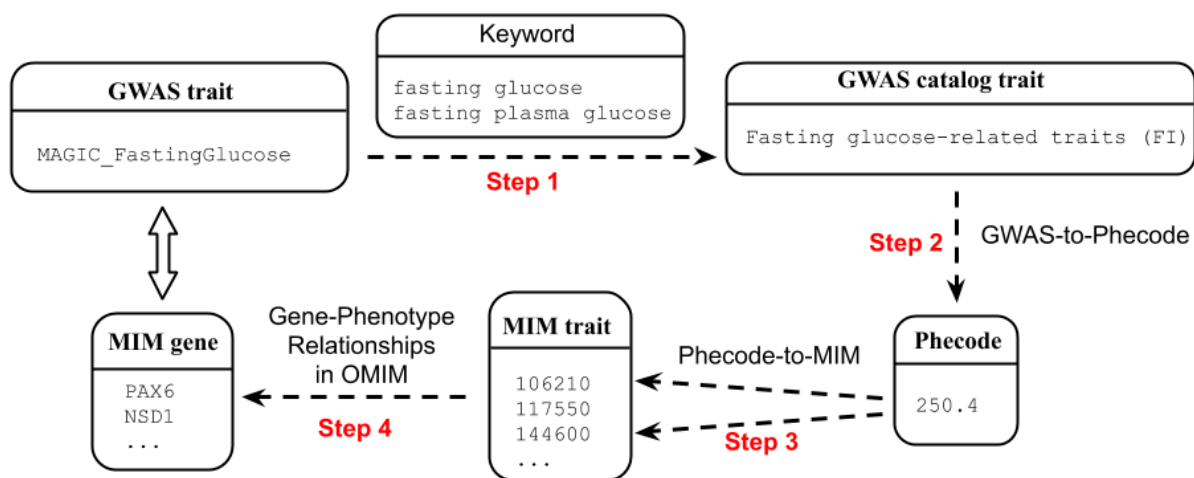 Keyword
fasting glucose
fasting plasma glucose
GWAS trait
MAGIC_FastingGlucose
Step 1
GWAS catalog trait
Fasting glucose-related traits (FI)
Step 2
GWAS-to-Phecode
Phecode
250.4
Phecode-to-MIM
Step 3
MIM trait
106210
117550
144600
...
Gene-Phenotype
Relationships
in OMIM
Step 4
MIM gene
PAX6
NSD1
...